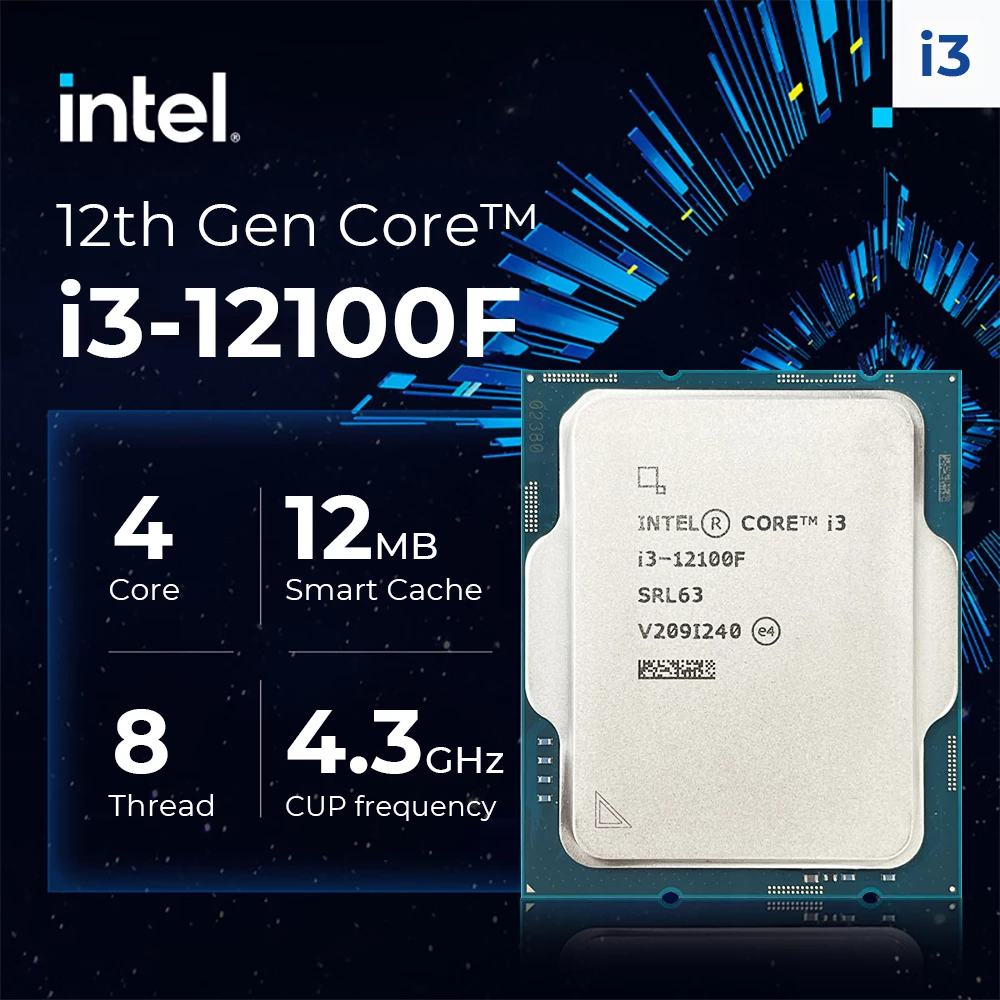 i3
intel®
12th Gen Core™
i3-12100F
4
Core
12MB
Smart Cache
8
Thread
4.3GHz
CUP frequency
02380
INTEL® CORE™ i3
i3-12100F
SRL63
V209I240 e4